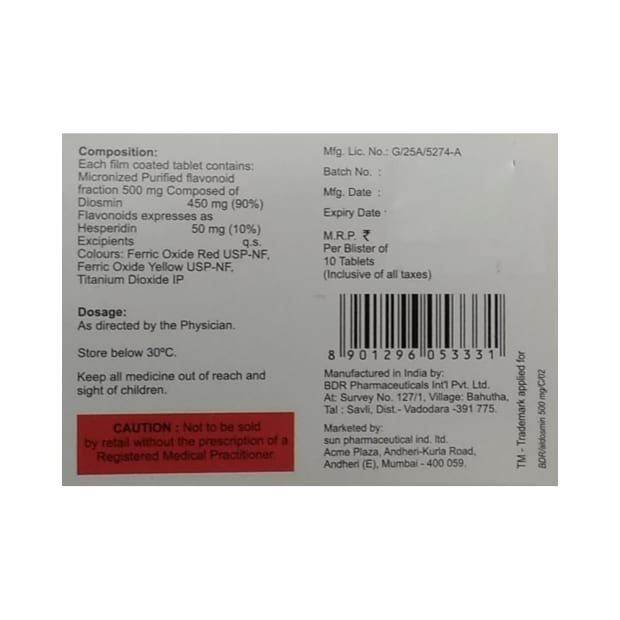 Composition:
Each film coated tablet contains:
Micronized Purified flavonoid
fraction 500 mg Composed of
Diosmin 450 mg (90%)
Flavonoids expresses as
Hesperidin 50 mg (10%)
Excipients q.s.
Colours: Ferric Oxide Red USP-NF,
Ferric Oxide Yellow USP-NF,
Titanium Dioxide IP
Dosage:
As directed by the Physician.
Store below 30ºC.
Keep all medicine out of reach and
sight of children.
CAUTION : Not to be sold
by retail without the prescription of a
Registered Medical Practitioner.
Mfg. Lic. No.: G/25A/5274-A
Batch No. :
Mfg. Date :
Expiry Date :
M.R.P. ₹
Per Blister of
10 Tablets
(Inclusive of all taxes)
8 901296 053331
Manufactured in India by:
BDR Pharmaceuticals Int'l Pvt. Ltd.
At: Survey No. 127/1, Village: Bahutha,
Tal : Savli, Dist.- Vadodara -391 775.
Marketed by:
sun pharmaceutical ind. ltd.
Acme Plaza, Andheri-Kurla Road,
Andheri (E), Mumbai - 400 059.
TM - Trademark applied for
BDR/aldosmin 500 mg/C/02